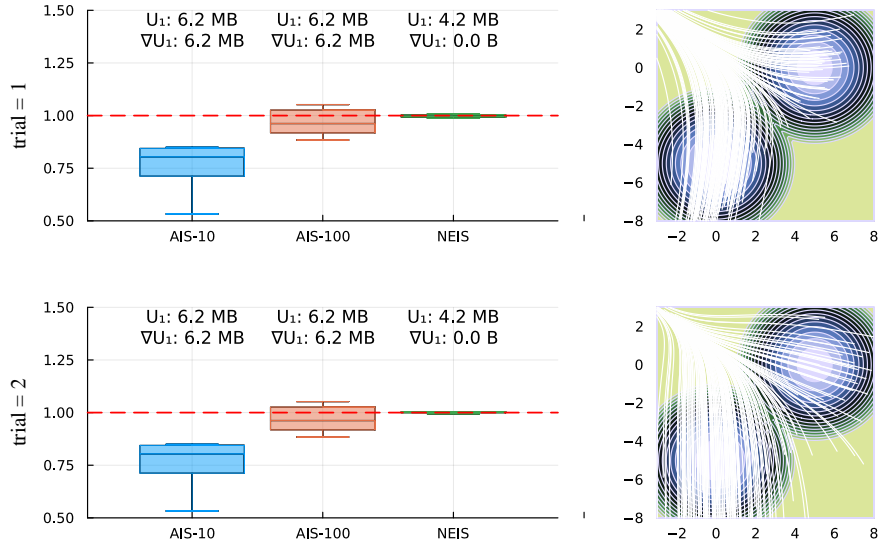 1.50
1.25
1.00
0.75
0.50
trial = 1
U₁: 6.2 MB
∇U₁: 6.2 MB
U₁: 6.2 MB
∇U₁: 6.2 MB
U₁: 4.2 MB
∇U₁: 0.0 B
AIS-10
AIS-100
NEIS
2
0
−2
−4
−6
−8
−2 0 2 4 6 8
1.50
1.25
1.00
0.75
0.50
trial = 2
U₁: 6.2 MB
∇U₁: 6.2 MB
U₁: 6.2 MB
∇U₁: 6.2 MB
U₁: 4.2 MB
∇U₁: 0.0 B
AIS-10
AIS-100
NEIS
2
0
−2
−4
−6
−8
−2 0 2 4 6 8